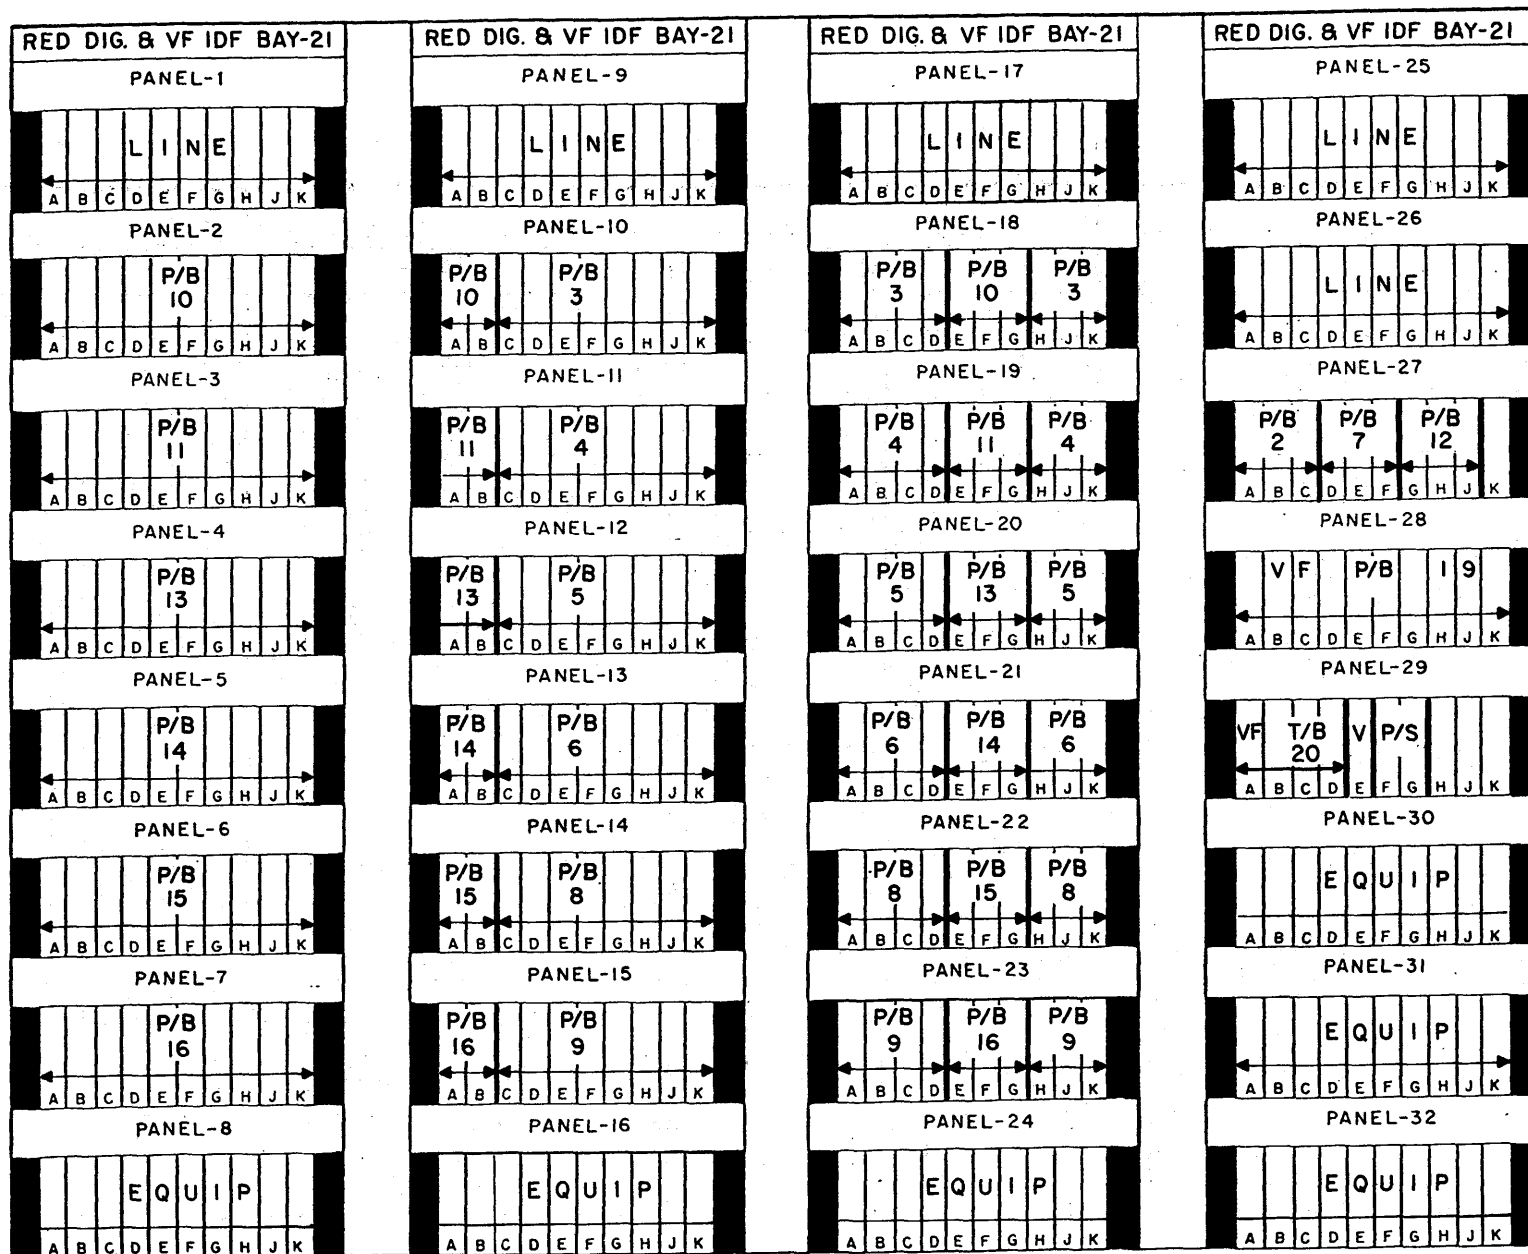 RED DIG. & VF IDF BAY-21
PANEL-1
LINE
A B C D E F G H J K
PANEL-2
P/B
10
A B C D E F G H J K
PANEL-3
P/B
11
A B C D E F G H J K
PANEL-4
P/B
13
A B C D E F G H J K
PANEL-5
P/B
14
A B C D E F G H J K
PANEL-6
P/B
15
A B C D E F G H J K
PANEL-7
P/B
16
A B C D E F G H J K
PANEL-8
EQUIP
A B C D E F G H J K
RED DIG. & VF IDF BAY-21
PANEL-9
LINE
A B C D E F G H J K
PANEL-10
P/B P/B
10 3
A B C D E F G H J K
PANEL-11
P/B P/B
11 4
A B C D E F G H J K
PANEL-12
P/B P/B
13 5
A B C D E F G H J K
PANEL-13
P/B P/B
14 6
A B C D E F G H J K
PANEL-14
P/B P/B
15 8
A B C D E F G H J K
PANEL-15
P/B P/B
16 9
A B C D E F G H J K
PANEL-16
EQUIP
A B C D E F G H J K
RED DIG. & VF IDF BAY-21
PANEL-17
LINE
A B C D E F G H J K
PANEL-18
P/B P/B P/B
3 10 3
A B C D E F G H J K
PANEL-19
P/B P/B P/B
4 11 4
A B C D E F G H J K
PANEL-20
P/B P/B P/B
5 13 5
A B C D E F G H J K
PANEL-21
P/B P/B P/B
6 14 6
A B C D E F G H J K
PANEL-22
P/B P/B P/B
8 15 8
A B C D E F G H J K
PANEL-23
P/B P/B P/B
9 16 9
A B C D E F G H J K
PANEL-24
EQUIP
A B C D E F G H J K
RED DIG. & VF IDF BAY-21
PANEL-25
LINE
A B C D E F G H J K
PANEL-26
LINE
A B C D E F G H J K
PANEL-27
P/B P/B P/B
2 7 12
A B C D E F G H J K
PANEL-28
VF P/B 19
A B C D E F G H J K
PANEL-29
VF T/B V P/S
20
A B C D E F G H J K
PANEL-30
EQUIP
A B C D E F G H J K
PANEL-31
EQUIP
A B C D E F G H J K
PANEL-32
EQUIP
A B C D E F G H J K